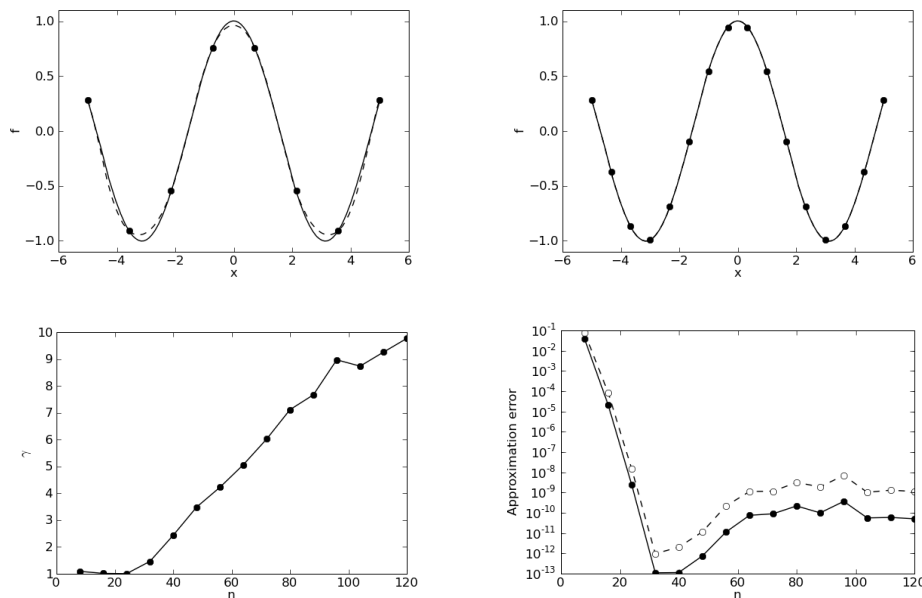 1.0
0.5
0.0
−0.5
−1.0
f
−6 −4 −2 0 2 4 6
x
1.0
0.5
0.0
−0.5
−1.0
f
−6 −4 −2 0 2 4 6
x
10
9
8
7
6
5
4
3
2
1
γ
0 20 40 60 80 100 120
n
10⁻¹
10⁻²
10⁻³
10⁻⁴
10⁻⁵
10⁻⁶
10⁻⁷
10⁻⁸
10⁻⁹
10⁻¹⁰
10⁻¹¹
10⁻¹²
10⁻¹³
Approximation error
0 20 40 60 80 100 120
n